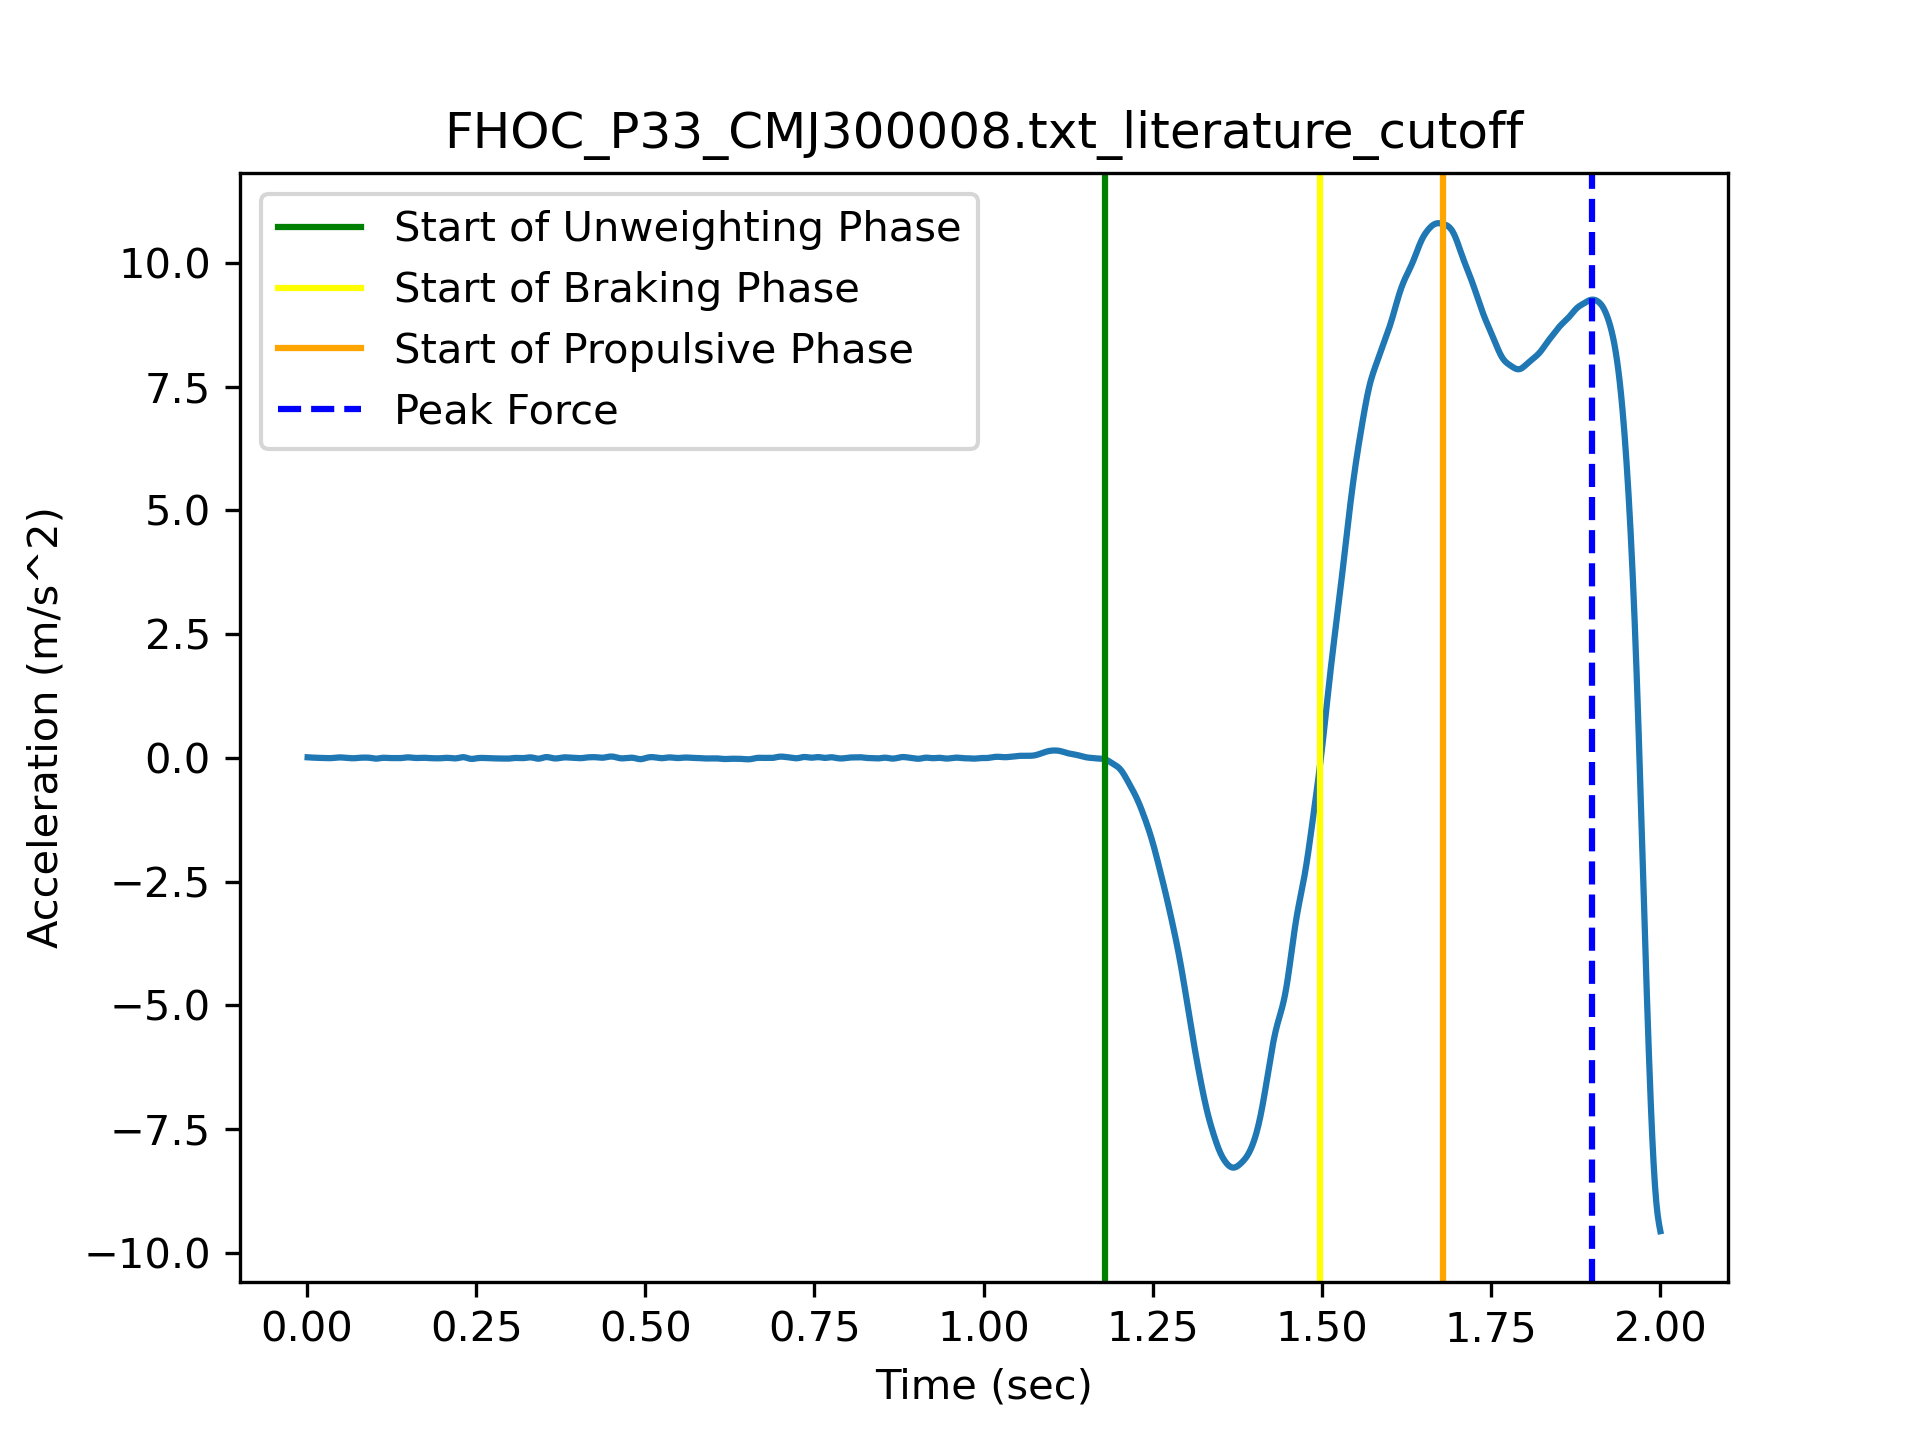 FHOC_P33_CMJ300008.txt_literature_cutoff
Start of Unweighting Phase
Start of Braking Phase
Start of Propulsive Phase
Peak Force
Acceleration (m/s^2)
10.0
7.5
5.0
2.5
0.0
−2.5
−5.0
−7.5
−10.0
0.00 0.25 0.50 0.75 1.00 1.25 1.50 1.75 2.00
Time (sec)